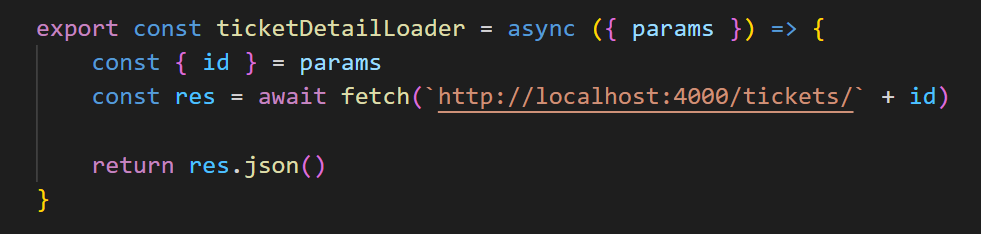 export const ticketDetailLoader = async ({ params }) => {
    const { id } = params
    const res = await fetch(`http://localhost:4000/tickets/` + id)

    return res.json()
}